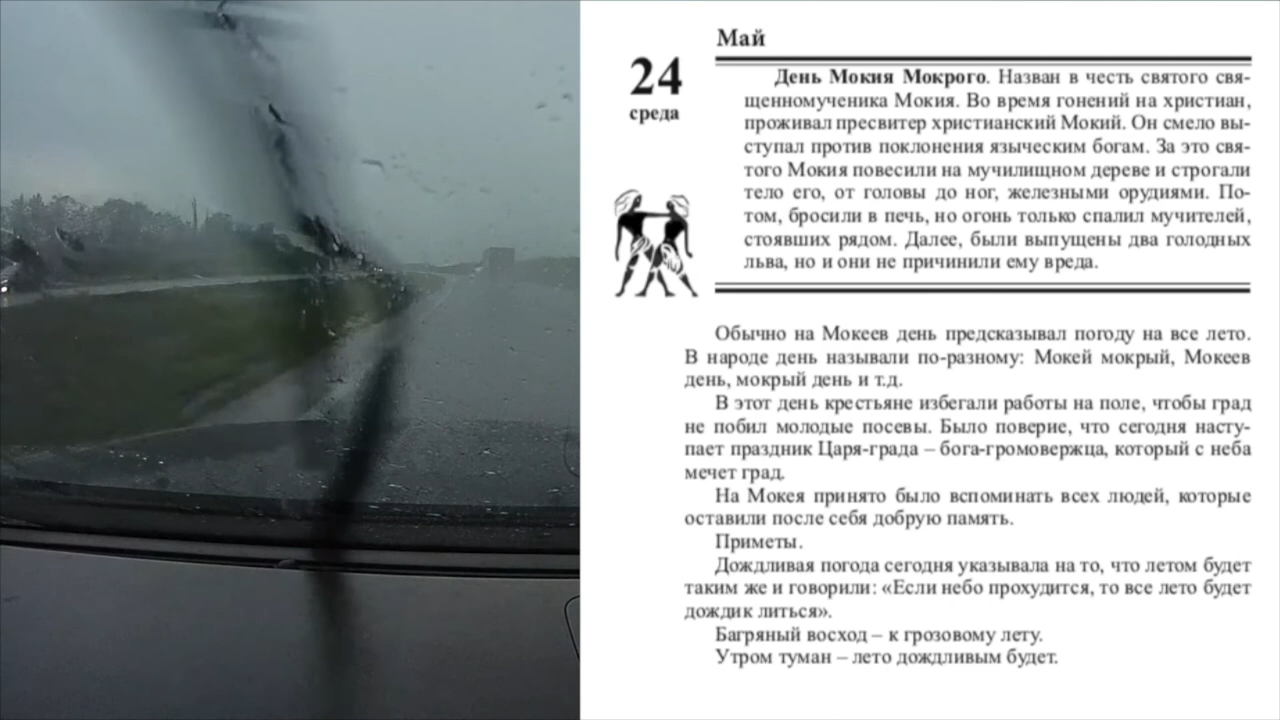 Май
24
среда
День Мокия Мокрого. Назван в честь святого свя-
щенномученика Мокия. Во время гонений на христиан,
проживал пресвитер христианский Мокий. Он смело вы-
ступал против поклонения языческим богам. За это свя-
того Мокия повесили на мучилищном дереве и строгали
тело его, от головы до ног, железными орудиями. По-
том, бросили в печь, но огонь только спалил мучителей,
стоявших рядом. Далее, были выпущены два голодных
льва, но и они не причинили ему вреда.
Обычно на Мокеев день предсказывал погоду на все лето.
В народе день называли по-разному: Мокей мокрый, Мокеев
день, мокрый день и т.д.
В этот день крестьяне избегали работы на поле, чтобы град
не побил молодые посевы. Было поверие, что сегодня насту-
пает праздник Царя-града – бога-громовержца, который с неба
мечет град.
На Мокея принято было вспоминать всех людей, которые
оставили после себя добрую память.
Приметы.
Дождливая погода сегодня указывала на то, что летом будет
таким же и говорили: «Если небо прохудится, то все лето будет
дождик литься».
Багряный восход – к грозовому лету.
Утром туман – лето дождливым будет.